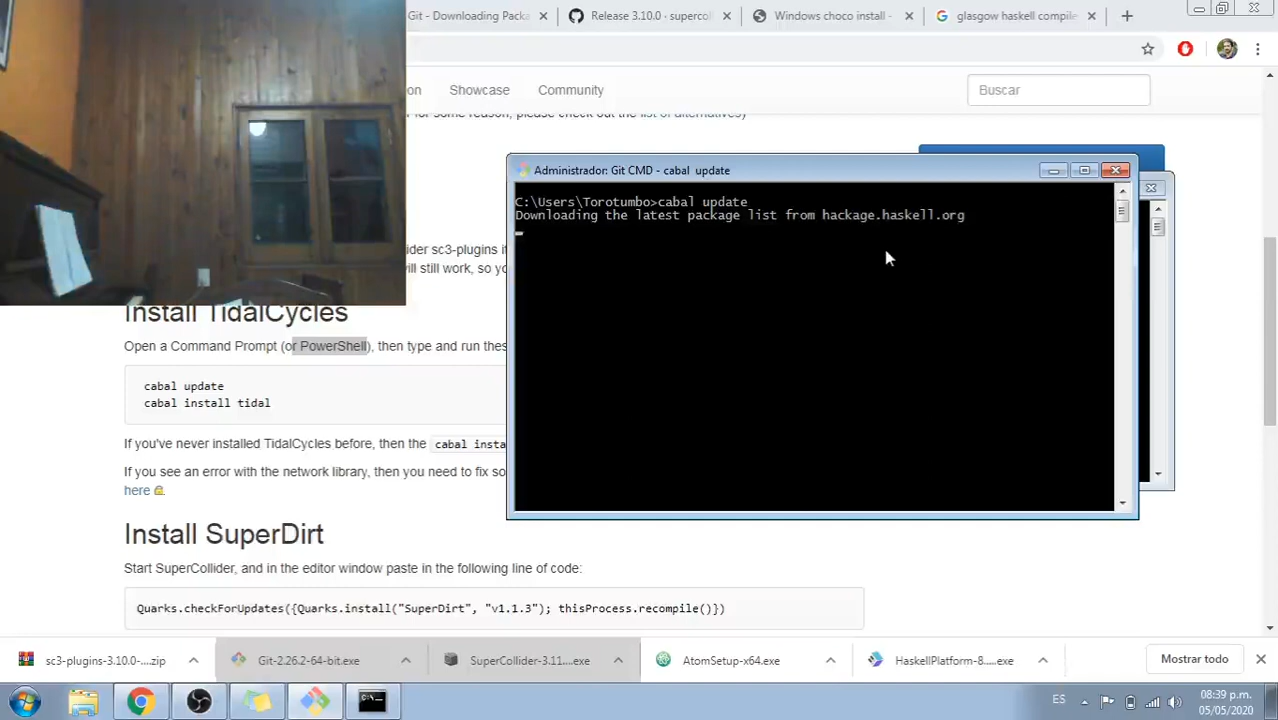 Git - Downloading Packa
Release 3.10.0 · supercol
Windows choco install -
glasgow haskell compile
on
Showcase
Community
Buscar
for some reason, please check out the list of alternatives)
Administrador: Git CMD - cabal update
C:\Users\Torotumbo>cabal update
Downloading the latest package list from hackage.haskell.org
ider sc3-plugins i
ill still work, so yo
Install TidalCycles
Open a Command Prompt (or PowerShell), then type and run thes
cabal update
cabal install tidal
If you've never installed TidalCycles before, then the cabal insta
If you see an error with the network library, then you need to fix so
here
Install SuperDirt
Start SuperCollider, and in the editor window paste in the following line of code:
Quarks.checkForUpdates({Quarks.install("SuperDirt", "v1.1.3"); thisProcess.recompile()})
sc3-plugins-3.10.0-....zip
Git-2.26.2-64-bit.exe
SuperCollider-3.11....exe
AtomSetup-x64.exe
HaskellPlatform-8....exe
Mostrar todo
ES
08:39 p.m.
05/05/2020